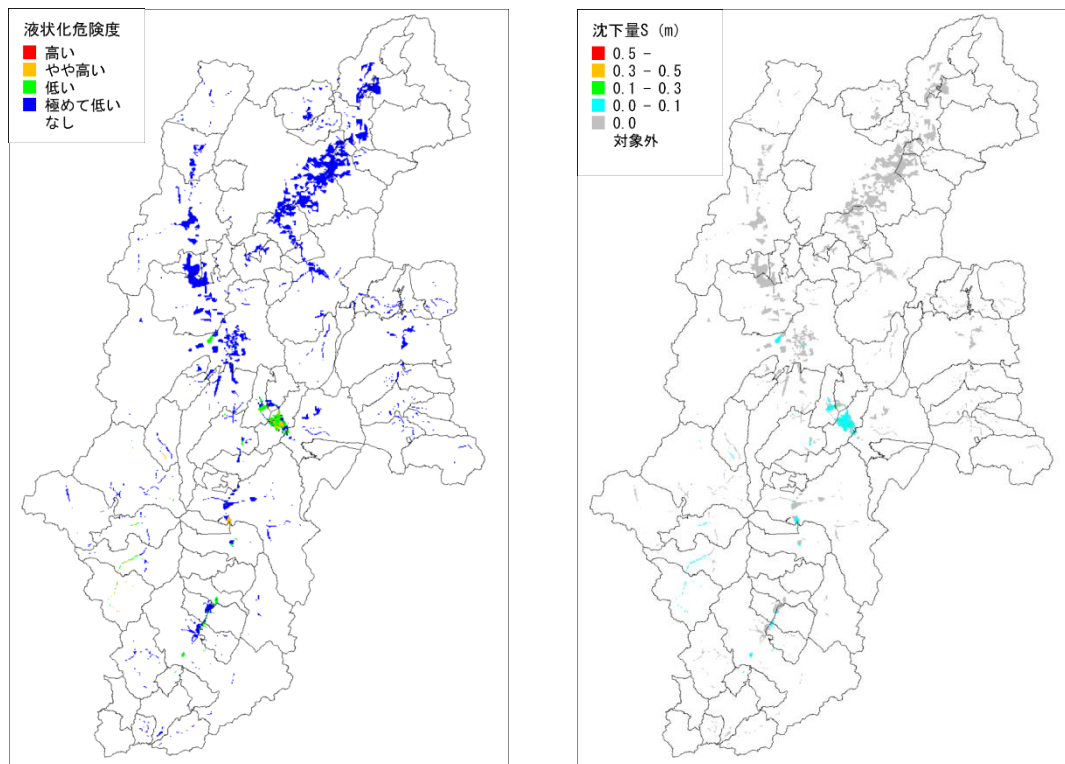 液状化危険度
高い
やや高い
低い
極めて低い
なし
沈下量S (m)
0.5 -
0.3 - 0.5
0.1 - 0.3
0.0 - 0.1
0.0
対象外